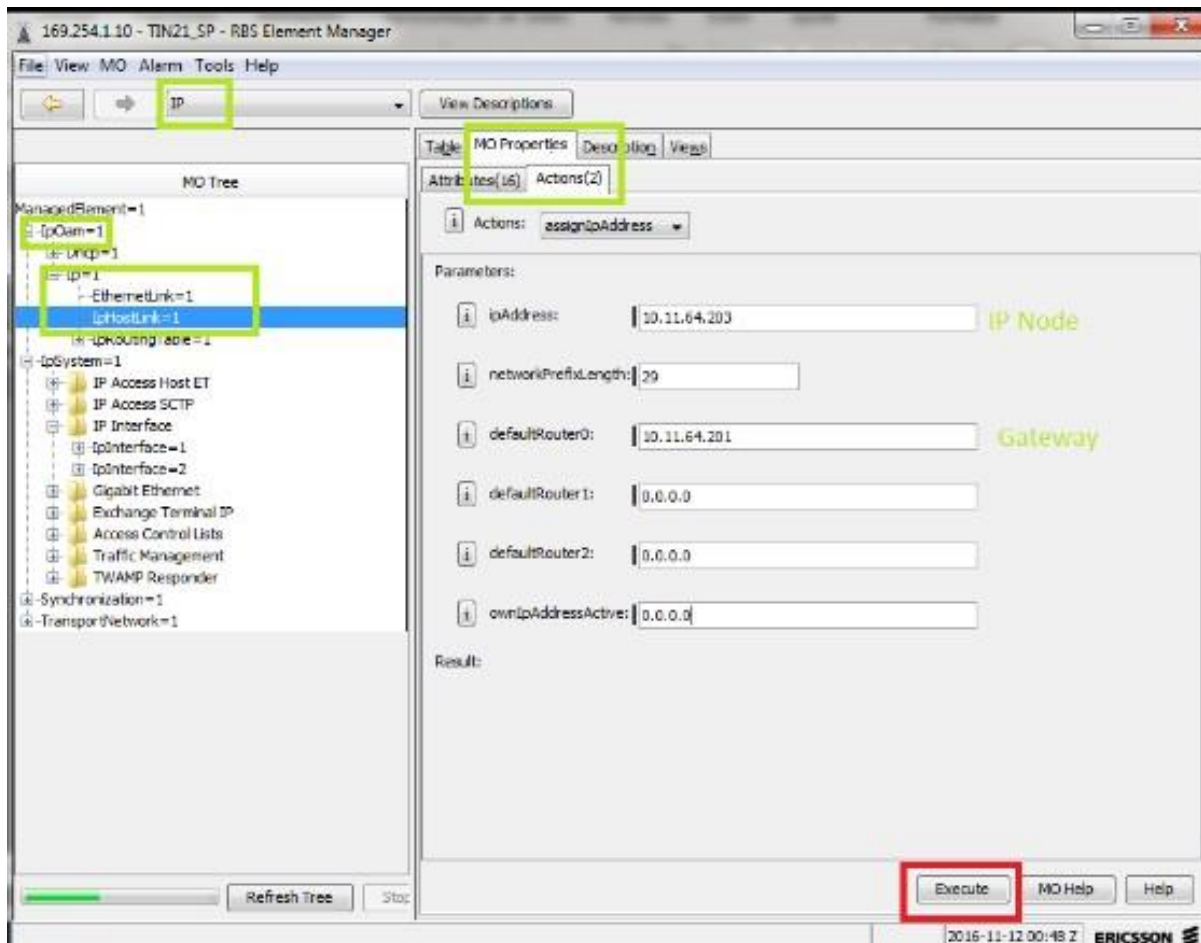 169.254.1.10 - TIN21_SP - RBS Element Manager
File View MO Alarm Tools Help
IP
View Descriptions
Table MO Properties Description Views
MO Tree
Attributes(16) Actions(2)
ManagedElement=1
IpOam=1
Dhcp=1
Ip=1
EthernetLink=1
IpHostLink=1
IpRoutingTable=1
IpSystem=1
IP Access Host ET
IP Access SCTP
IP Interface
IpInterface=1
IpInterface=2
Gigabit Ethernet
Exchange Terminal IP
Access Control Lists
Traffic Management
TWAMP Responder
Synchronization=1
TransportNetwork=1
Actions: assignIpAddress
Parameters:
ipAddress: 10.11.64.203 IP Node
networkPrefixLength: 29
defaultRouter0: 10.11.64.201 Gateway
defaultRouter1: 0.0.0.0
defaultRouter2: 0.0.0.0
ownIpAddressActive: 0.0.0.0
Result:
Refresh Tree Stop
Execute MO Help Help
2016-11-12 00:48 Z ERICSSON